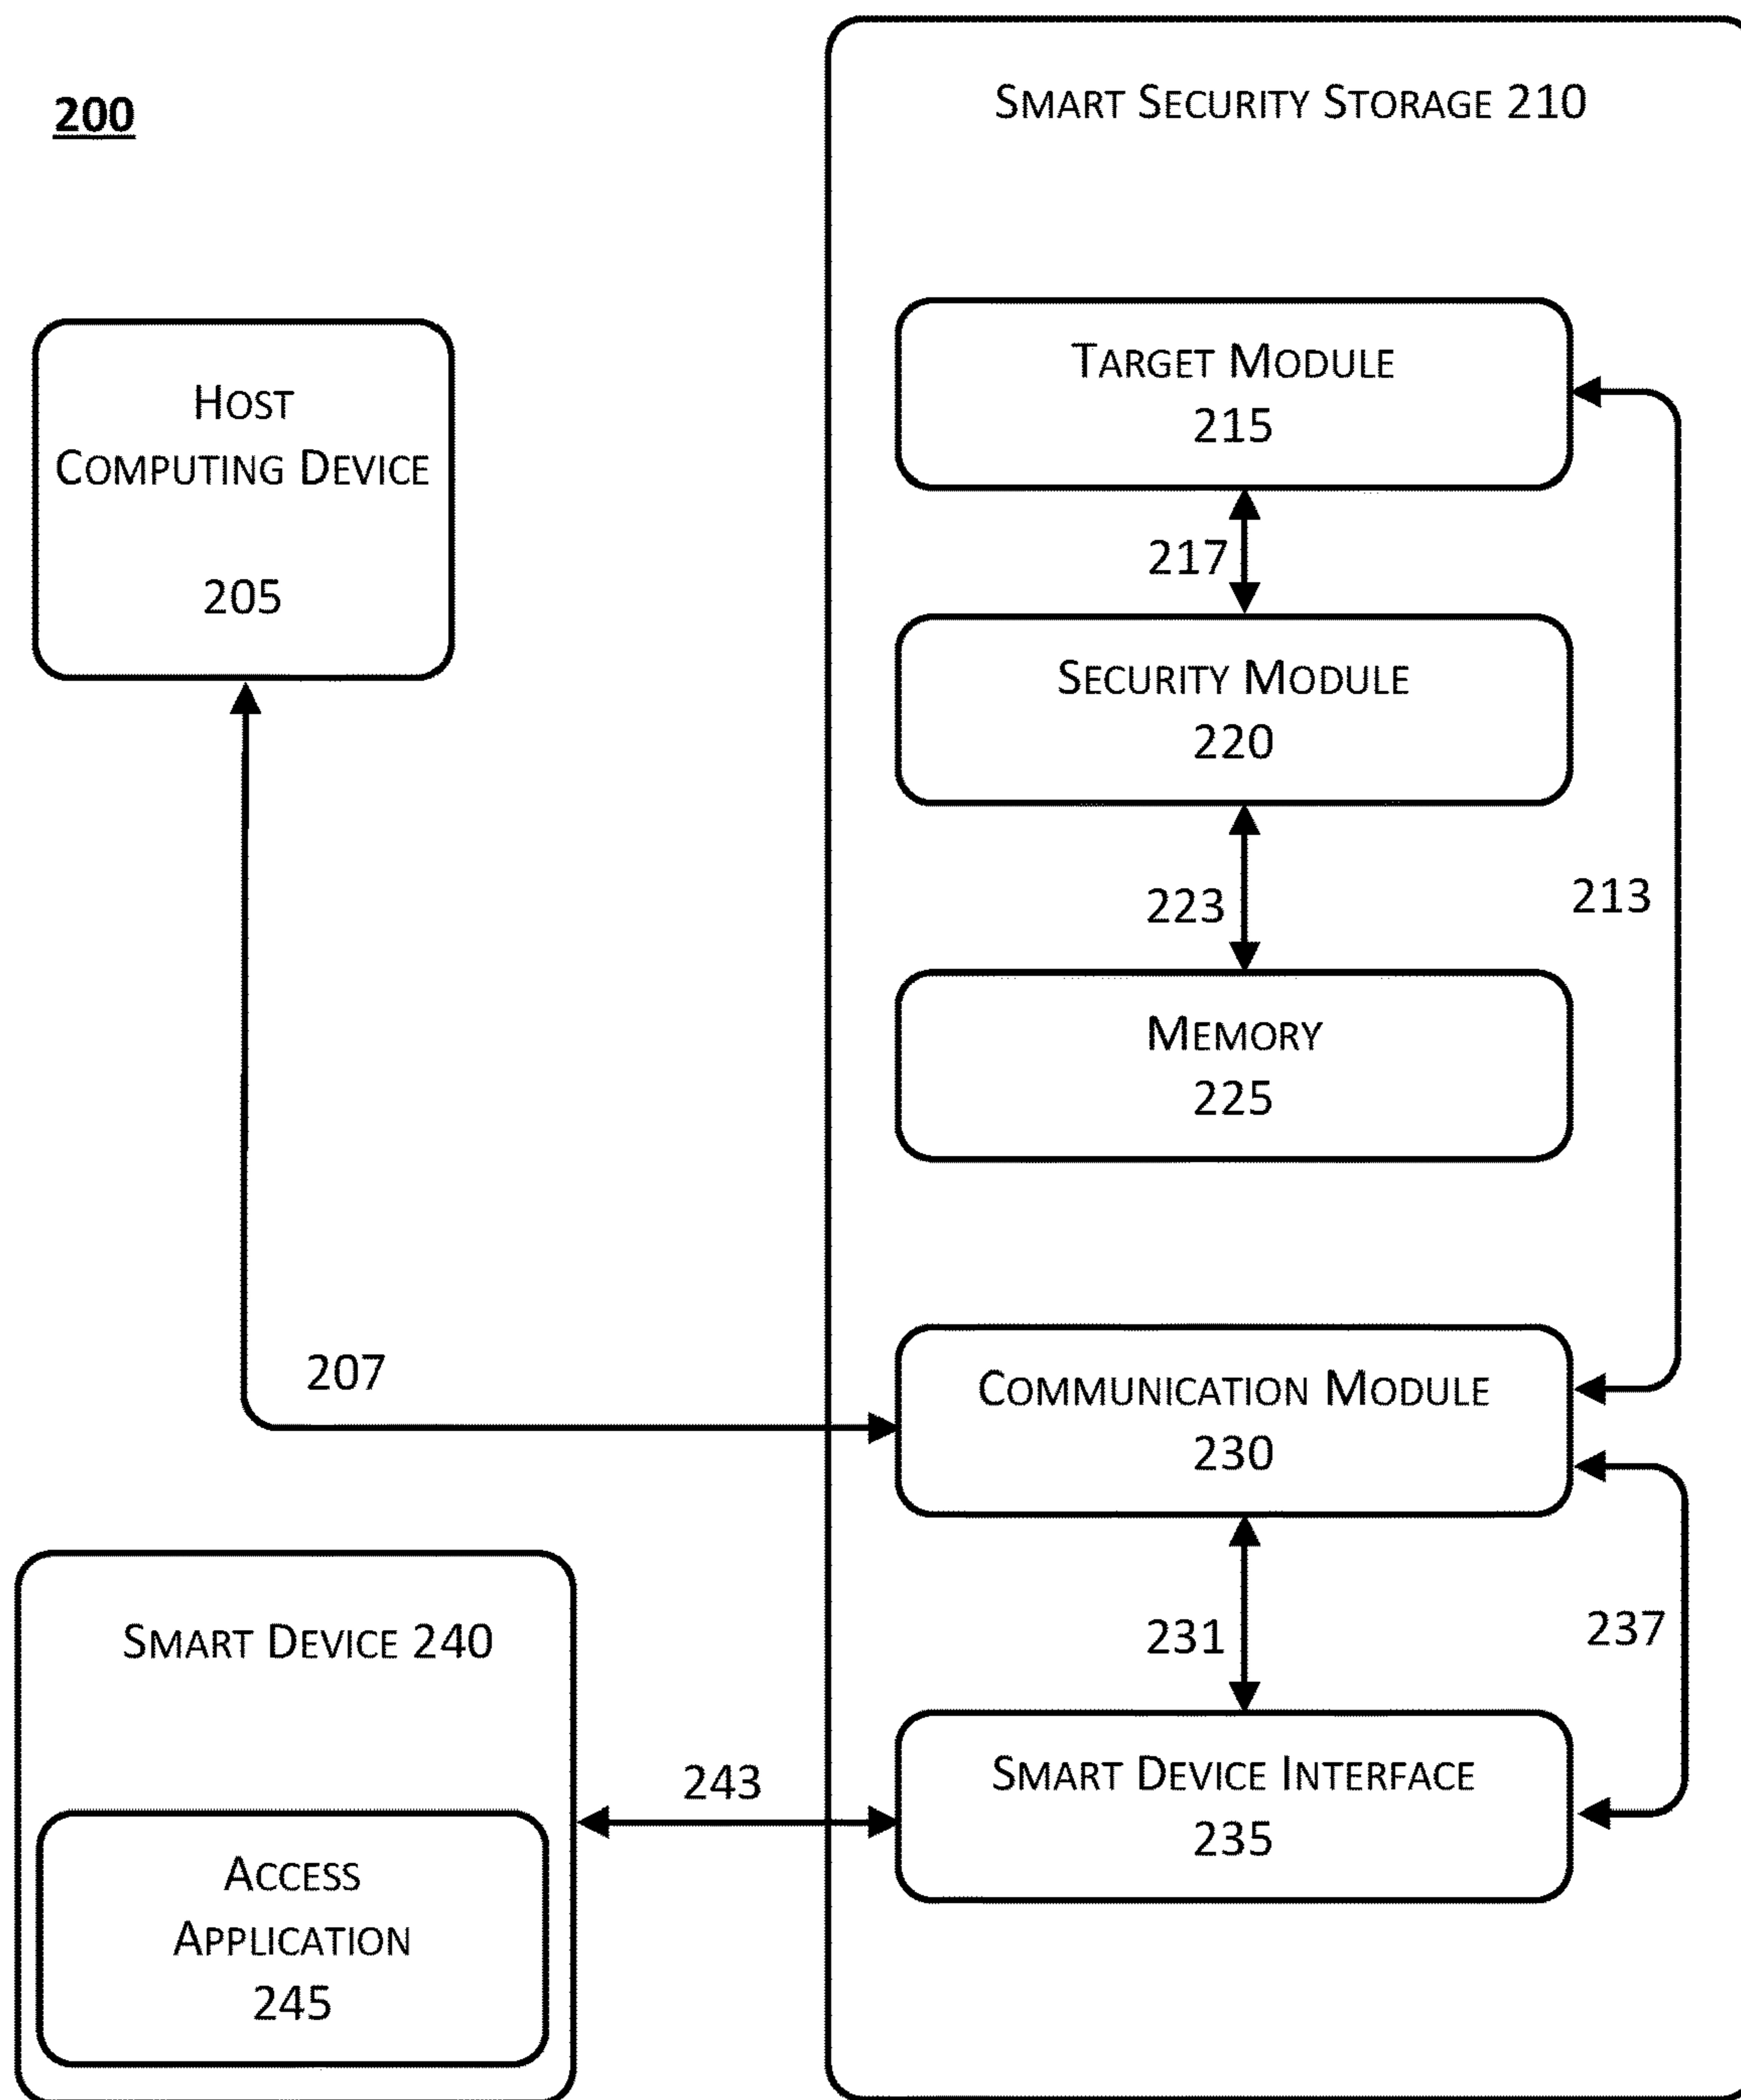 200
SMART SECURITY STORAGE 210
HOST
COMPUTING DEVICE
205
TARGET MODULE
215
217
SECURITY MODULE
220
223
213
MEMORY
225
207
COMMUNICATION MODULE
230
231
237
SMART DEVICE 240
243
SMART DEVICE INTERFACE
235
ACCESS
APPLICATION
245